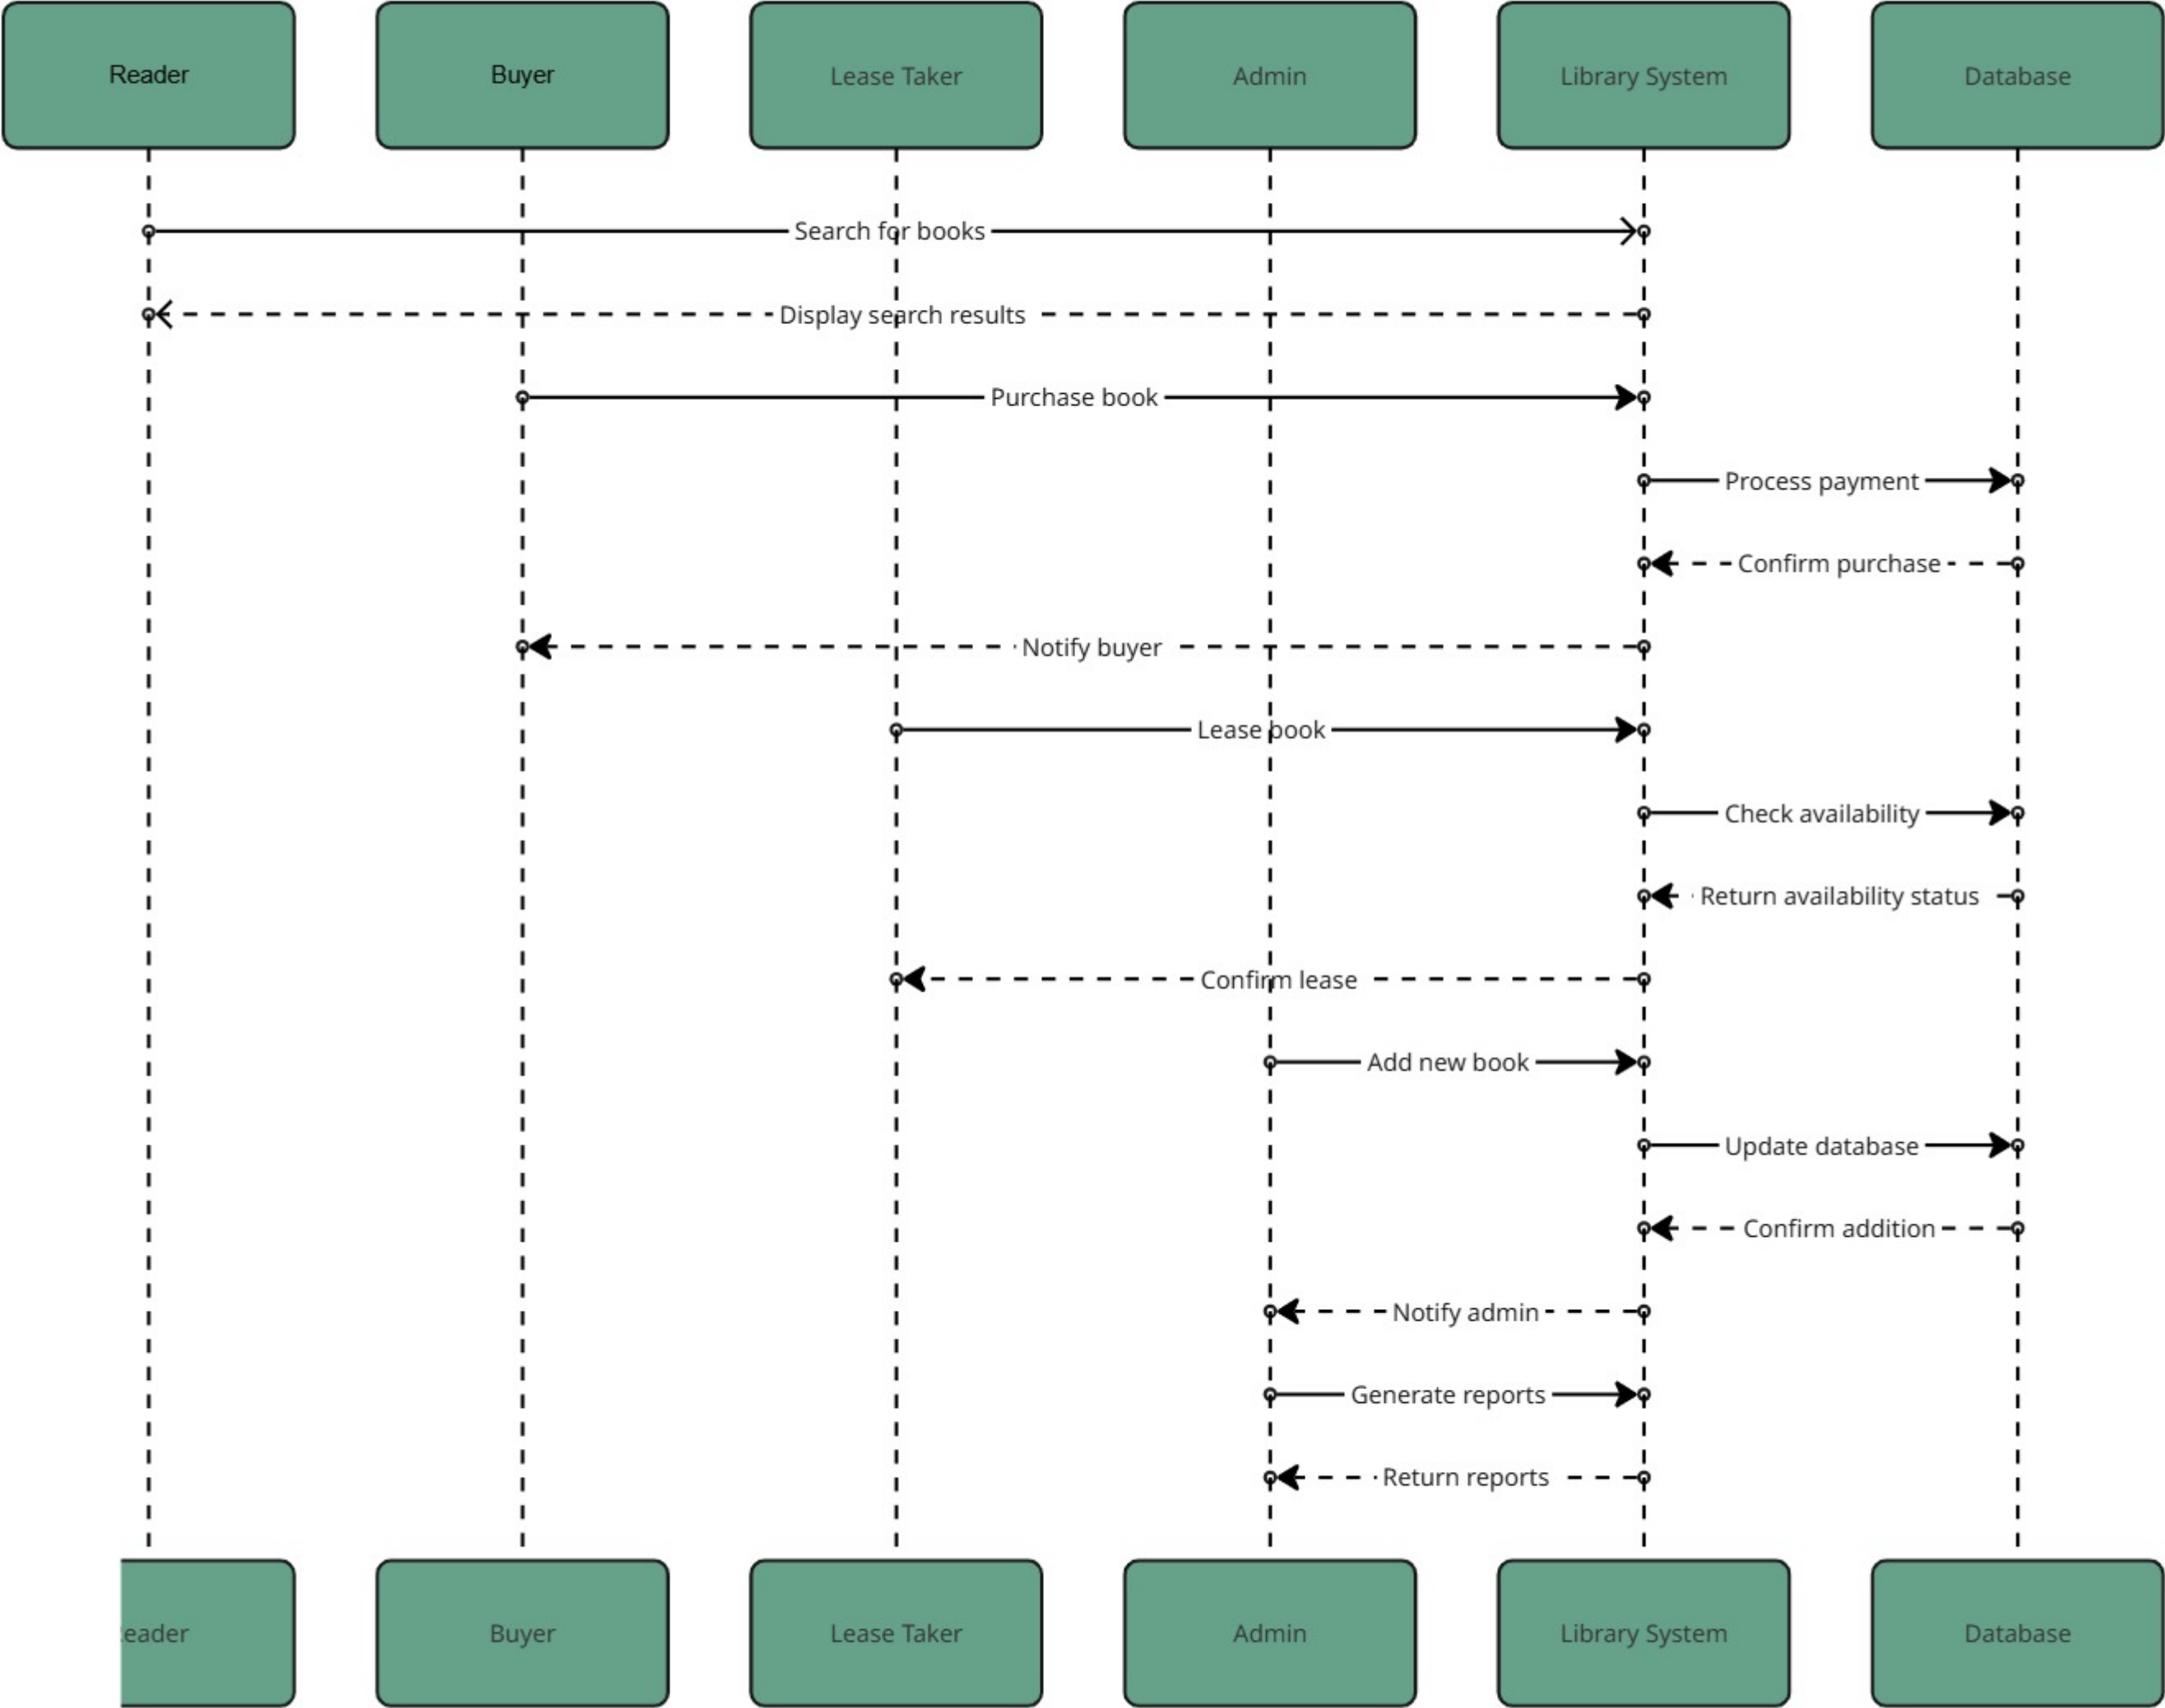 Reader
Buyer
Lease Taker
Admin
Library System
Database
Search for books
Display search results
Purchase book
Process payment
Confirm purchase
Notify buyer
Lease book
Check availability
Return availability status
Confirm lease
Add new book
Update database
Confirm addition
Notify admin
Generate reports
Return reports
eader
Buyer
Lease Taker
Admin
Library System
Database